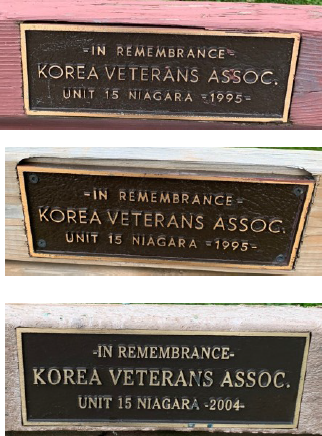 -IN REMEMBRANCE-
KOREA VETERANS ASSOC.
UNIT 15 NIAGARA -1995-
-IN REMEMBRANCE-
KOREA VETERANS ASSOC.
UNIT 15 NIAGARA -1995-
-IN REMEMBRANCE-
KOREA VETERANS ASSOC.
UNIT 15 NIAGARA -2004-